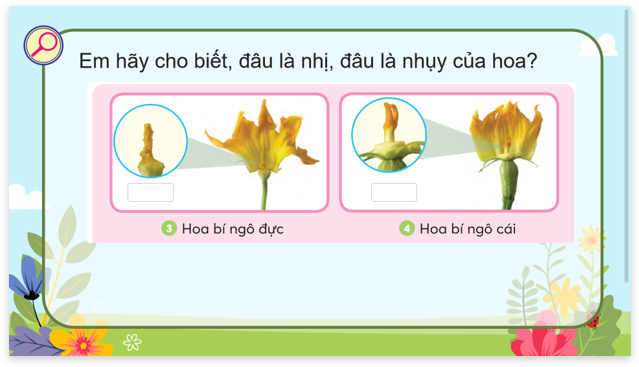 Em hãy cho biết, đâu là nhị, đâu là nhụy của hoa?
3 Hoa bí ngô đực
4 Hoa bí ngô cái